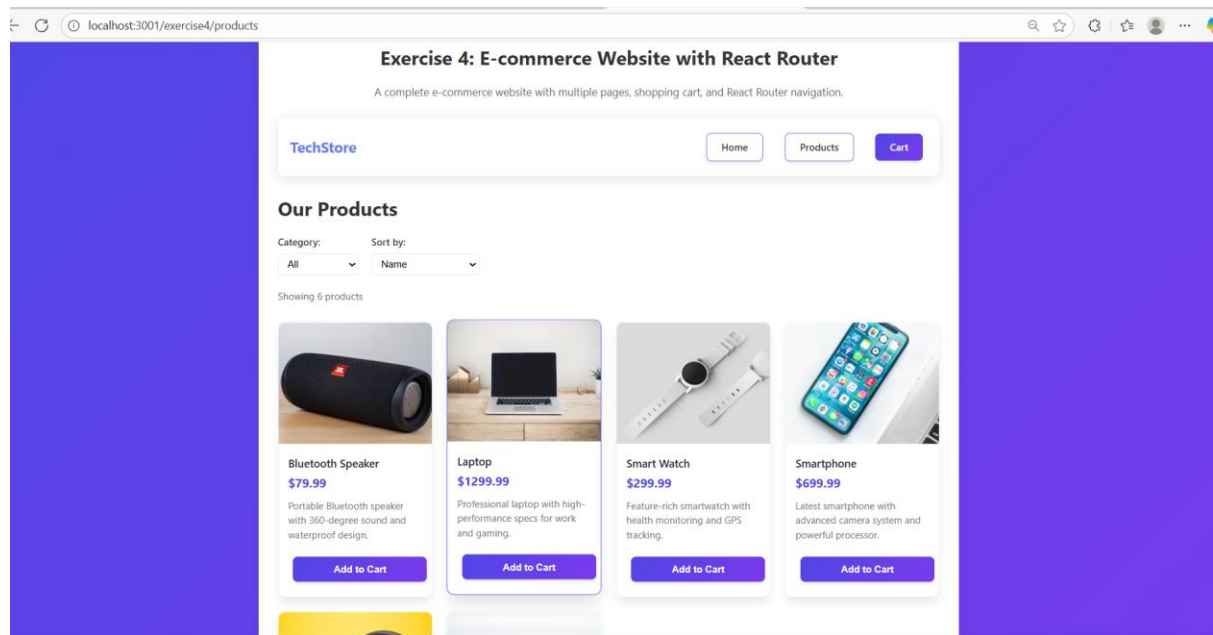 localhost:3001/exercise4/products
Exercise 4: E-commerce Website with React Router
A complete e-commerce website with multiple pages, shopping cart, and React Router navigation.
TechStore
Home
Products
Cart
Our Products
Category:
Sort by:
All
Name
Showing 6 products
Bluetooth Speaker
$79.99
Portable Bluetooth speaker
with 360-degree sound and
waterproof design.
Add to Cart
Laptop
$1299.99
Professional laptop with high-
performance specs for work
and gaming.
Add to Cart
Smart Watch
$299.99
Feature-rich smartwatch with
health monitoring and GPS
tracking.
Add to Cart
Smartphone
$699.99
Latest smartphone with
advanced camera system and
powerful processor.
Add to Cart